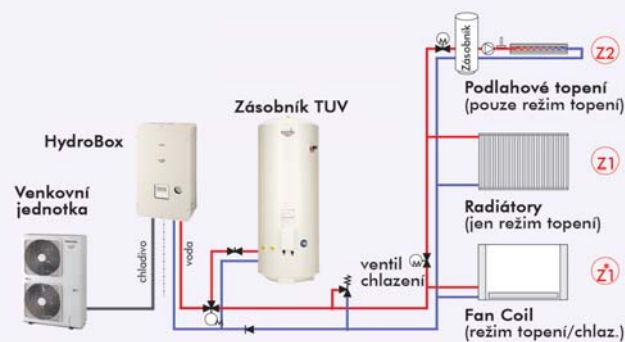 Venkovní
jednotka
HydroBox
chladivo
voda
Zásobník TUV
ventil
chlazení
Zásobník
Z2
Podlahové topení
(pouze režim topení)
Z1
Radiátory
(jen režim topení)
Z*1
Fan Coil
(režim topení/chlaz.)